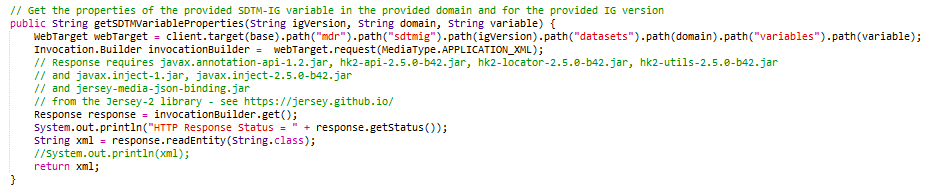 // Get the properties of the provided SDTM-IG variable in the provided domain and for the provided IG version
public String getSDTMVariableProperties(String igVersion, String domain, String variable) {
    WebTarget webTarget = client.target(base).path("mdr").path("sdtmig").path(igVersion).path("datasets").path(domain).path("variables").path(variable);
    Invocation.Builder invocationBuilder =  webTarget.request(MediaType.APPLICATION_XML);
    // Response requires javax.annotation-api-1.2.jar, hk2-api-2.5.0-b42.jar, hk2-locator-2.5.0-b42.jar, hk2-utils-2.5.0-b42.jar
    // and javax.inject-1.jar, javax.inject-2.5.0-b42.jar
    // and jersey-media-json-binding.jar
    // from the Jersey-2 library - see https://jersey.github.io/
    Response response = invocationBuilder.get();
    System.out.println("HTTP Response Status = " + response.getStatus());
    String xml = response.readEntity(String.class);
    //System.out.println(xml);
    return xml;
}